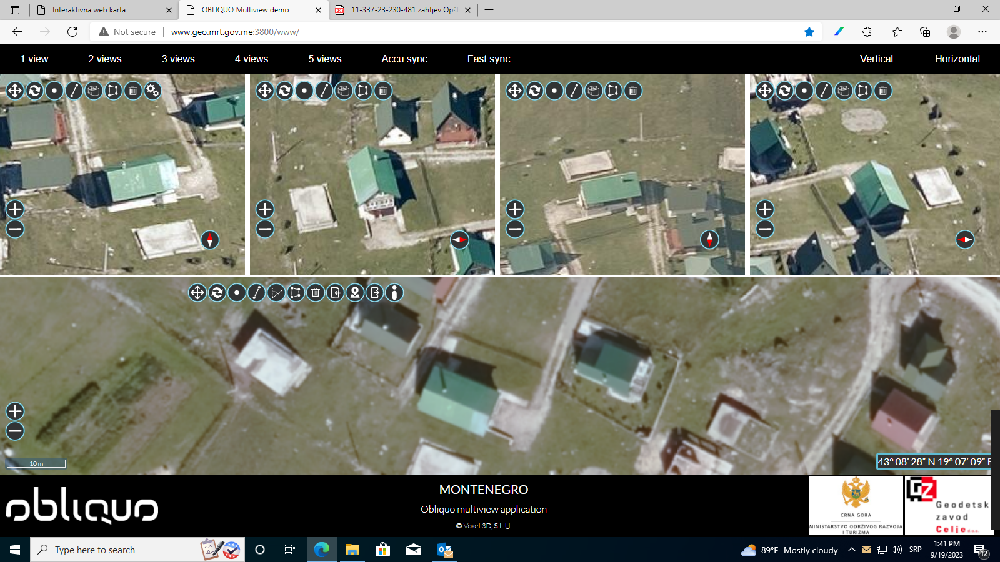 Interaktivna web karta
OBLIQUO Multiview demo
11-337-23-230-481 zahtjev Opšt
Not secure
www.geo.mrt.gov.me:3800/www/
1 view
2 views
3 views
4 views
5 views
Accu sync
Fast sync
Vertical
Horizontal
10 m
43° 08′ 28″ N 19° 07′ 09″ E
obliquo
MONTENEGRO
Obliquo multiview application
© Voxel 3D, S.L.U.
CRNA GORA
MINISTARSTVO ODRŽIVOG RAZVOJA
I TURIZMA
GZ
Geodetsk
zavod
Celje d.o.o.
Type here to search
89°F Mostly cloudy
SRP
1:41 PM
9/19/2023
12